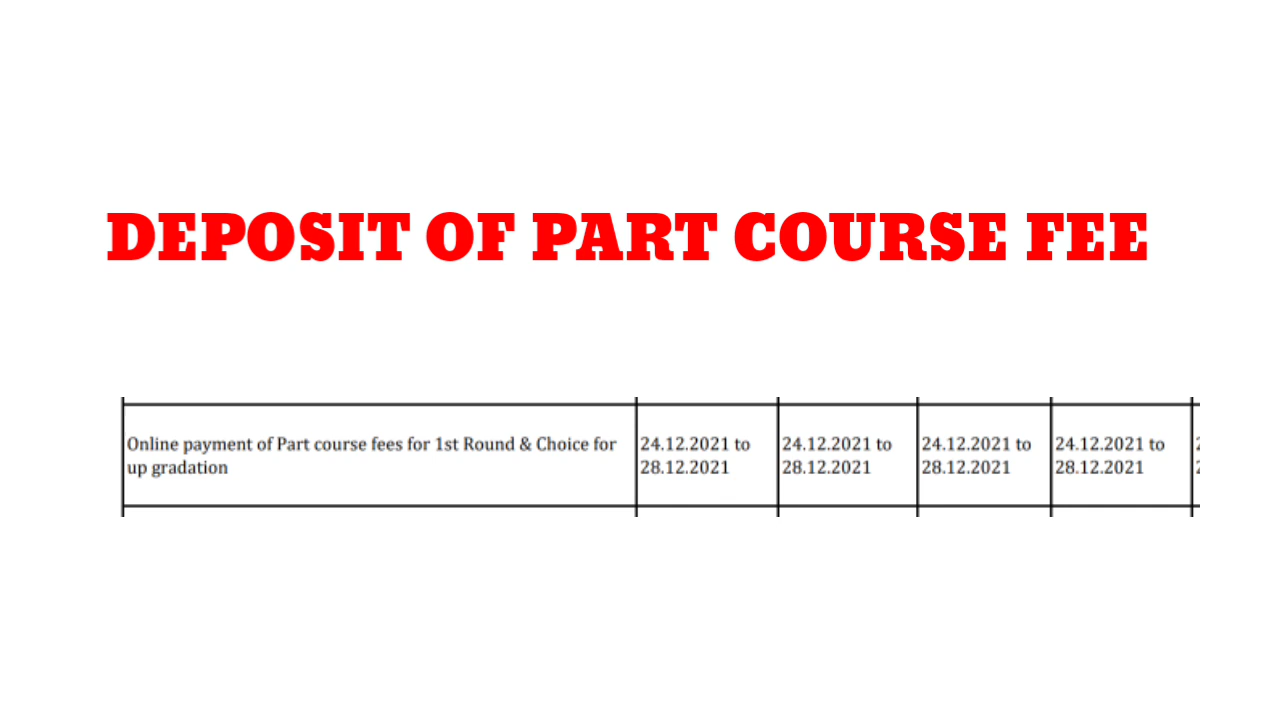 DEPOSIT OF PART COURSE FEE
Online payment of Part course fees for 1st Round & Choice for
up gradation
24.12.2021 to
28.12.2021
24.12.2021 to
28.12.2021
24.12.2021 to
28.12.2021
24.12.2021 to
28.12.2021